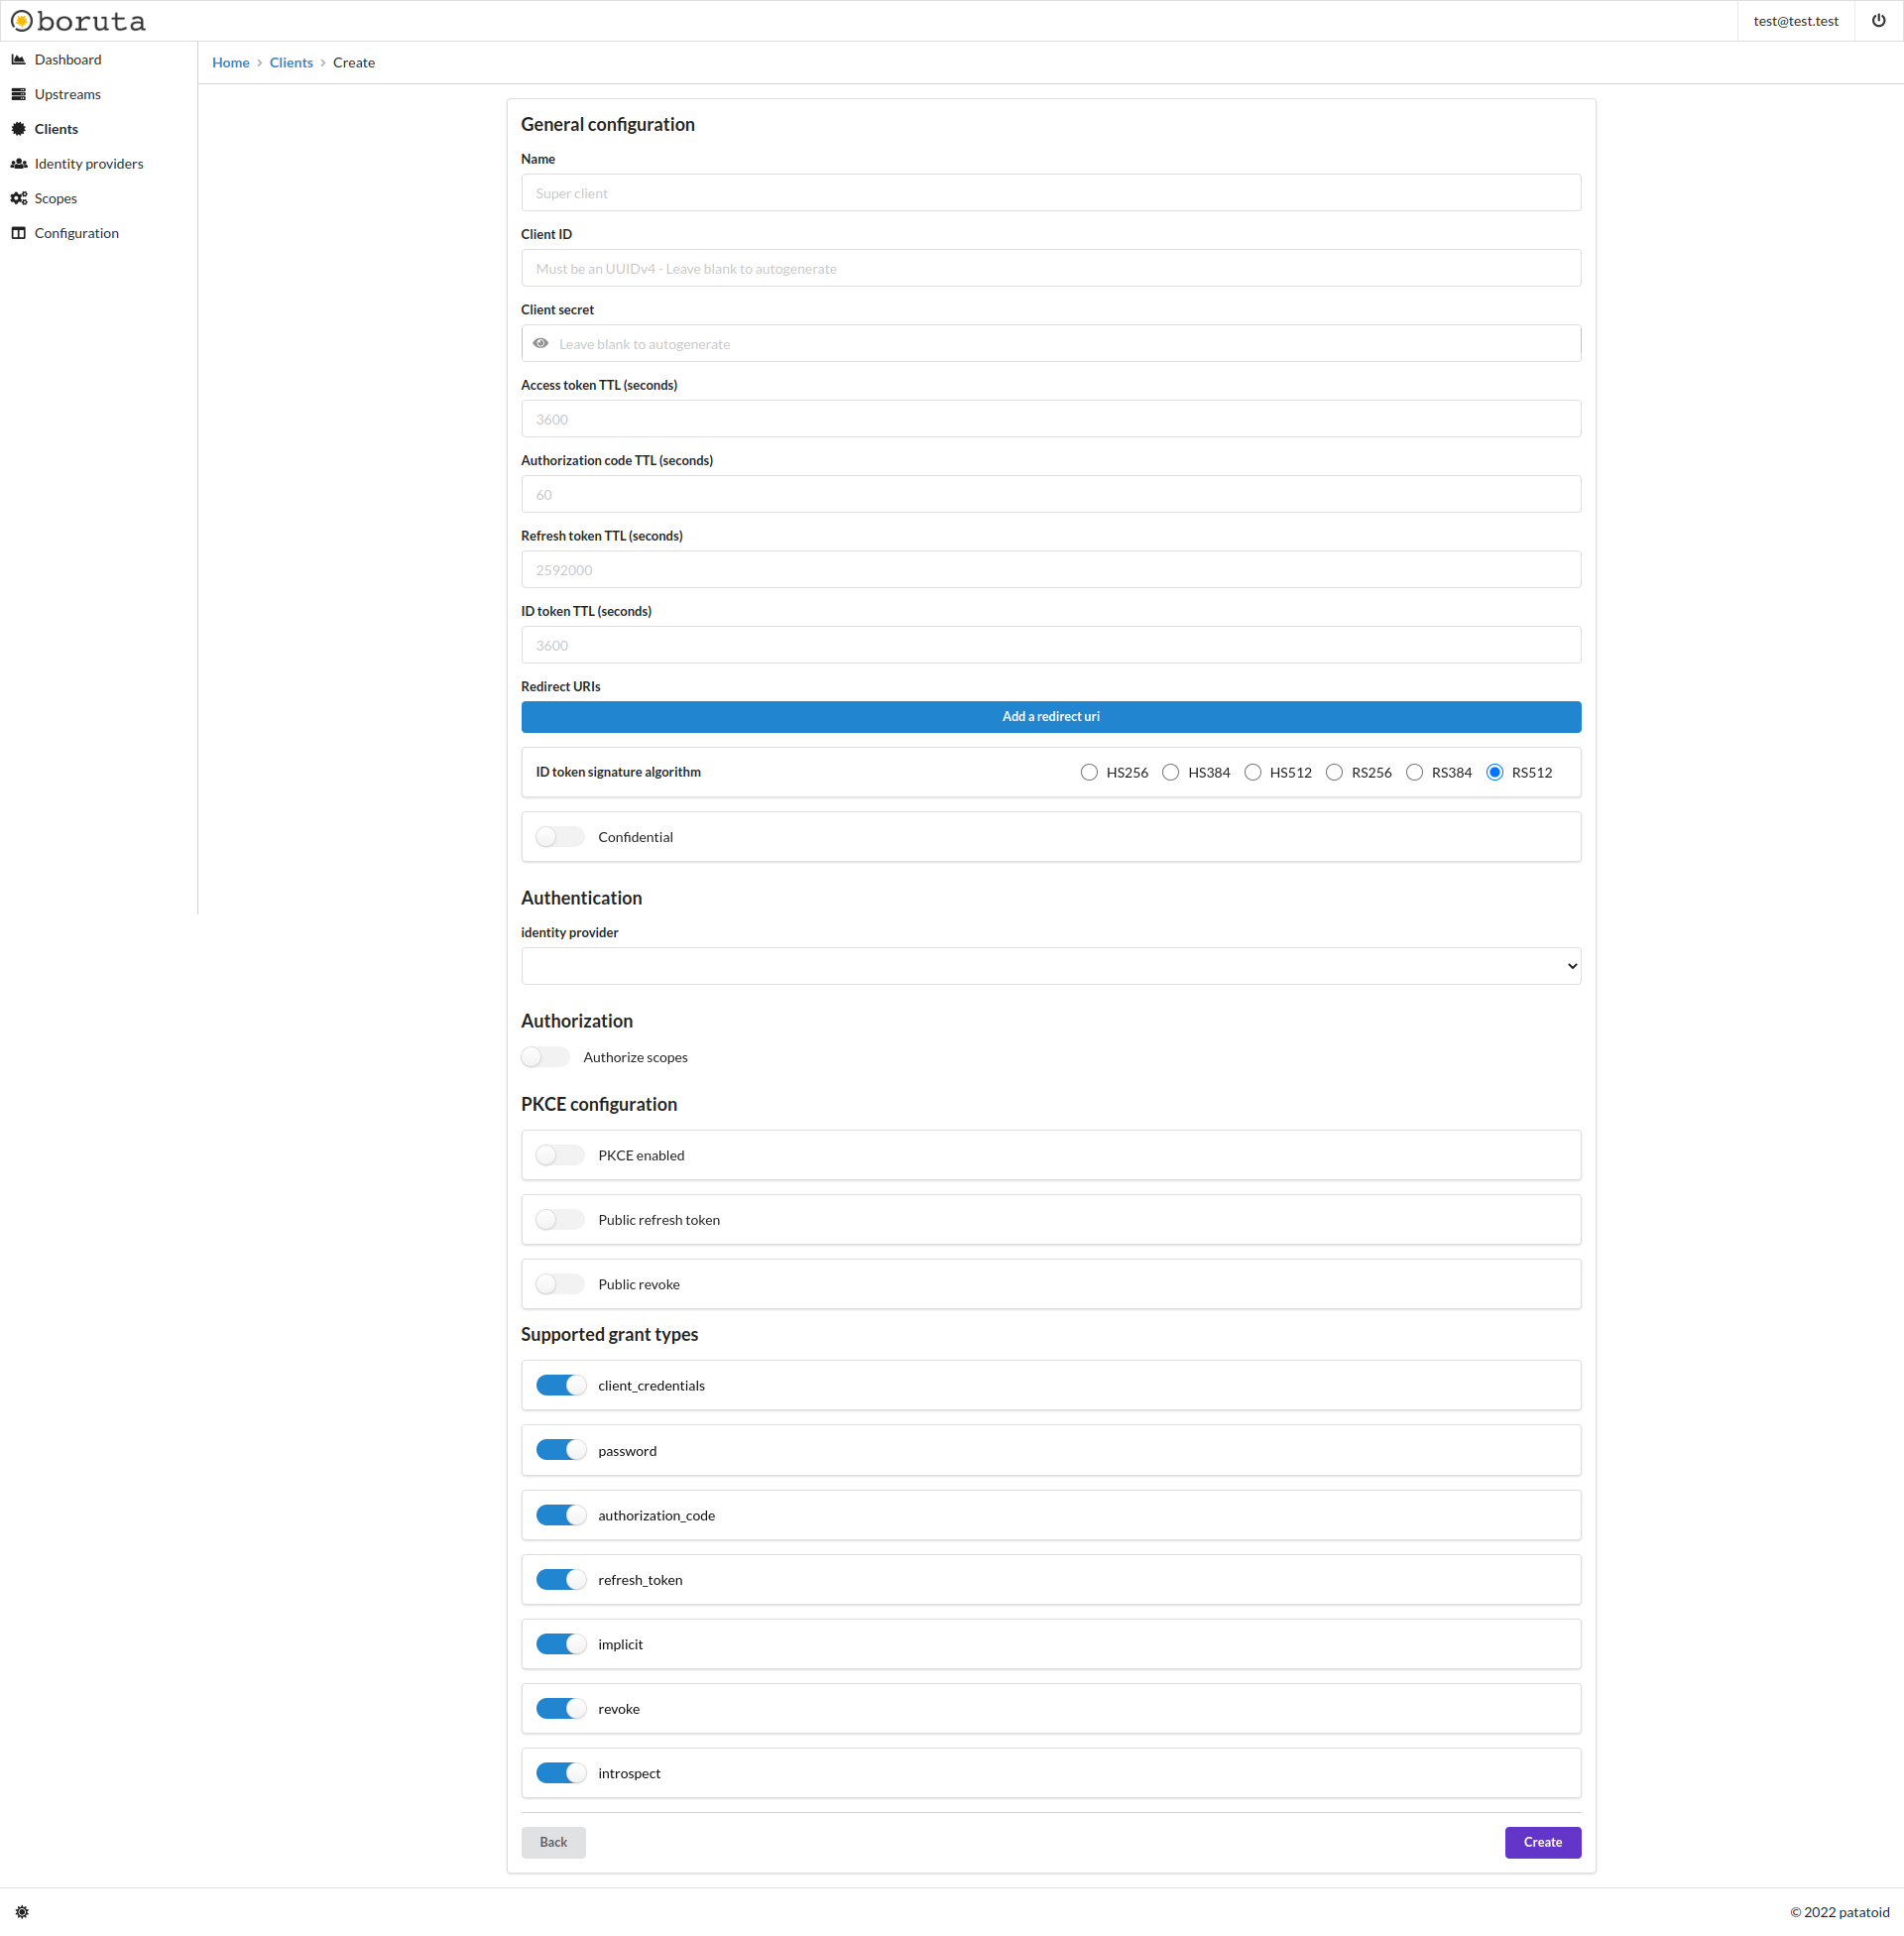 boruta
test@test.test
Dashboard
Upstreams
Clients
Identity providers
Scopes
Configuration
Home > Clients > Create
General configuration
Name
Super client
Client ID
Must be an UUIDv4 - Leave blank to autogenerate
Client secret
Leave blank to autogenerate
Access token TTL (seconds)
3600
Authorization code TTL (seconds)
60
Refresh token TTL (seconds)
2592000
ID token TTL (seconds)
3600
Redirect URIs
Add a redirect uri
ID token signature algorithm HS256 HS384 HS512 RS256 RS384 RS512
Confidential
Authentication
identity provider
Authorization
Authorize scopes
PKCE configuration
PKCE enabled
Public refresh token
Public revoke
Supported grant types
client_credentials
password
authorization_code
refresh_token
implicit
revoke
introspect
Back
Create
© 2022 patatoid